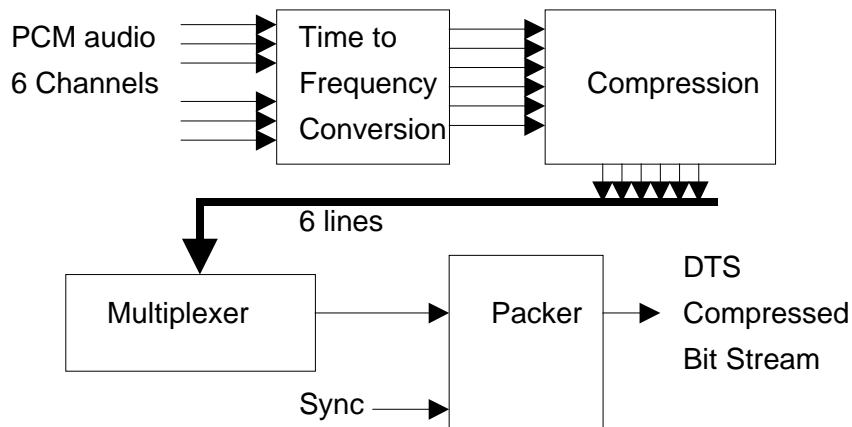 PCM audio
6 Channels
Time to
Frequency
Conversion
Compression
6 lines
Multiplexer
Packer
DTS
Compressed
Bit Stream
Sync